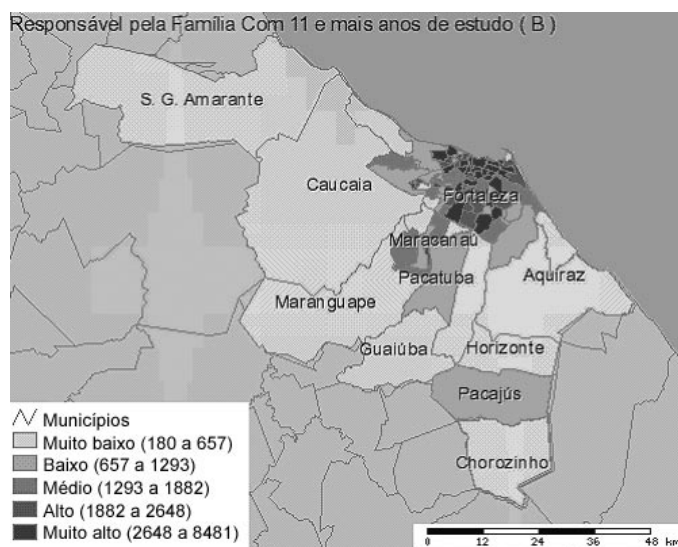 Responsável pela Família Com 11 e mais anos de estudo ( B )
S. G. Amarante
Caucaia
Fortaleza
Maracanaú
Pacatuba
Aquiraz
Maranguape
Guaiúba
Horizonte
Pacajús
Chorozinho
Municípios
Muito baixo (180 a 657)
Baixo (657 a 1293)
Médio (1293 a 1882)
Alto (1882 a 2648)
Muito alto (2648 a 8481)
0 12 24 36 48 km